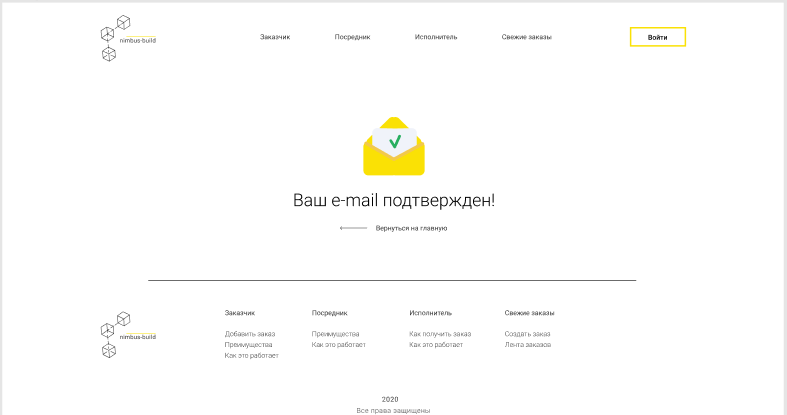 nimbus-build
Заказчик Посредник Исполнитель Свежие заказы Войти
Ваш e-mail подтвержден!
Вернуться на главную
nimbus-build
Заказчик Посредник Исполнитель Свежие заказы
Добавить заказ Преимущества Как получить заказ Создать заказ
Преимущества Как это работает Как это работает Лента заказов
Как это работает
2020
Все права защищены